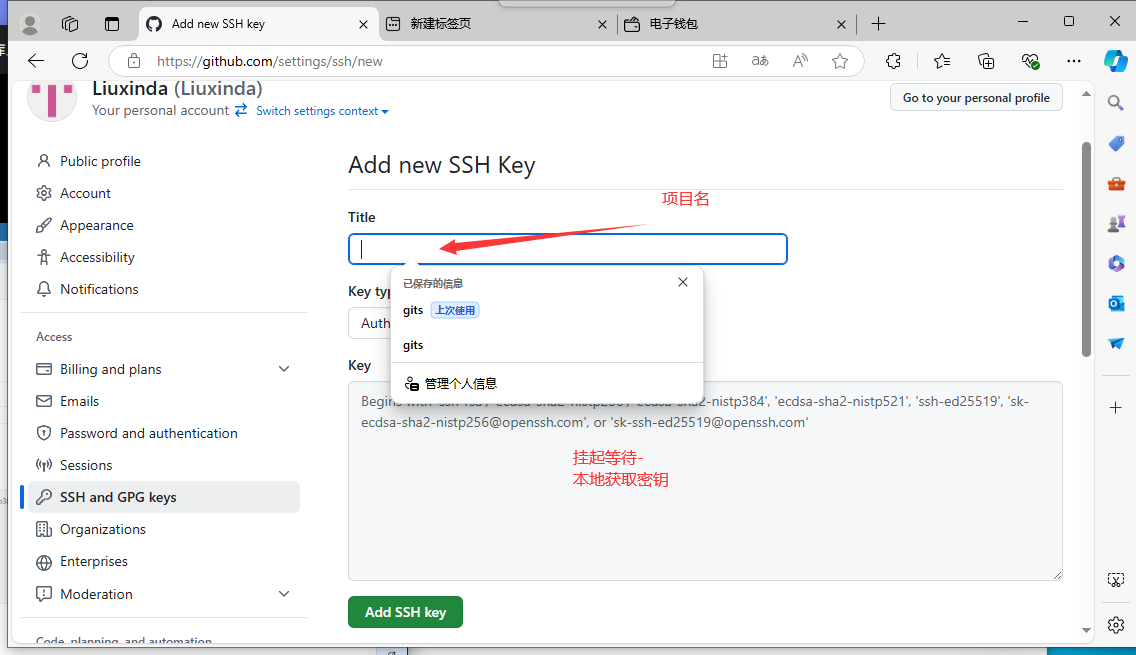 Add new SSH key
新建标签页
电子钱包
https://github.com/settings/ssh/new
Liuxinda (Liuxinda)
Your personal account
Switch settings context
Go to your personal profile
Public profile
Account
Appearance
Accessibility
Notifications
Access
Billing and plans
Emails
Password and authentication
Sessions
SSH and GPG keys
Organizations
Enterprises
Moderation
Code, planning, and automation
Add new SSH Key
项目名
Title
已保存的信息
gits 上次使用
gits
管理个人信息
Key typ
Auth
Key
Begins with 'ssh-rsa', 'ecdsa-sha2-nistp256', 'ecdsa-sha2-nistp384', 'ecdsa-sha2-nistp521', 'ssh-ed25519', 'sk-
ecdsa-sha2-nistp256@openssh.com', or 'sk-ssh-ed25519@openssh.com'
挂起等待-
本地获取密钥
Add SSH key